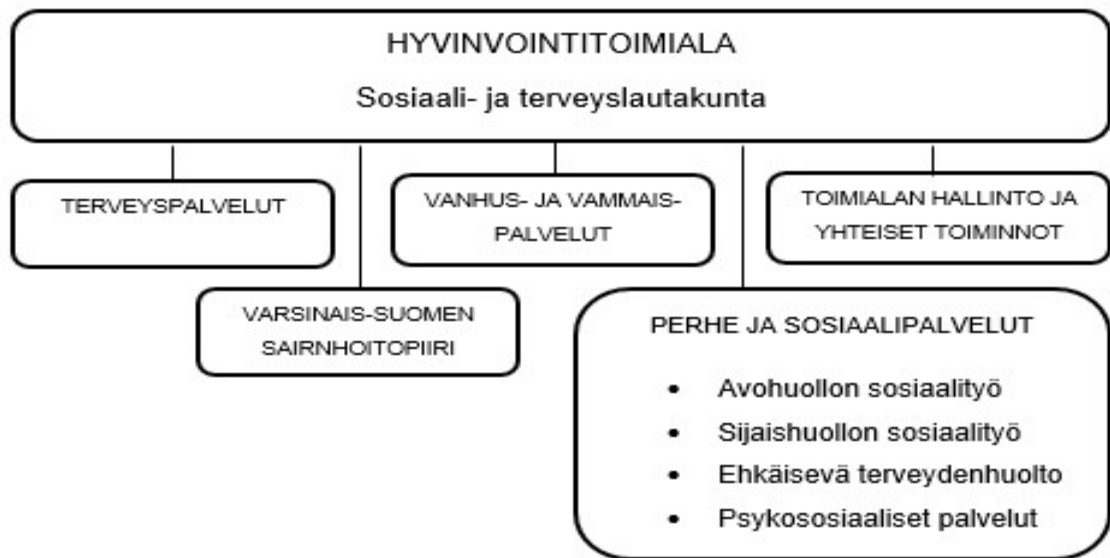 HYVINVOINTITOIMIALA
Sosiaali- ja terveyslautakunta
TERVEYSPALVELUT
VANHUS- JA VAMMAIS-
PALVELUT
TOIMIALAN HALLINTO JA
YHTEISET TOIMINNOT
VARSINAIS-SUOMEN
SAIRNHOITOPIIRI
PERHE JA SOSIAALIPALVELUT
• Avohuollon sosiaalityö
• Sijaishuollon sosiaalityö
• Ehkäisevä terveydenhuolto
• Psykososiaaliset palvelut